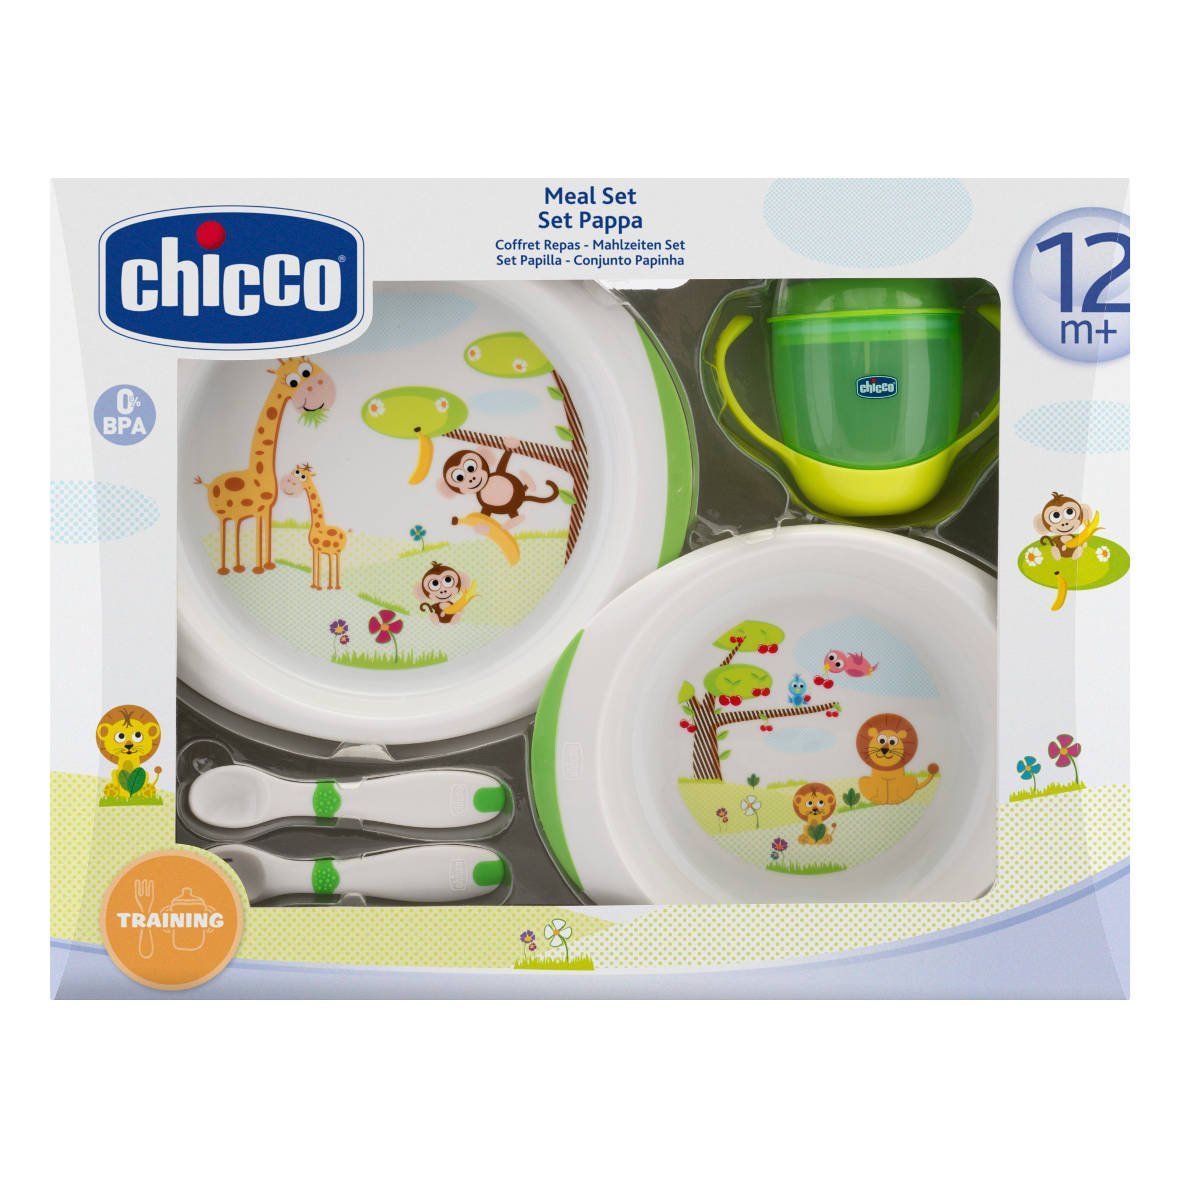 Meal Set
Set Pappa
Coffret Repas - Mahlzeiten Set
Set Papilla - Conjunto Papinha
chicco®
12
m+
chicco
0%
BPA
TRAINING